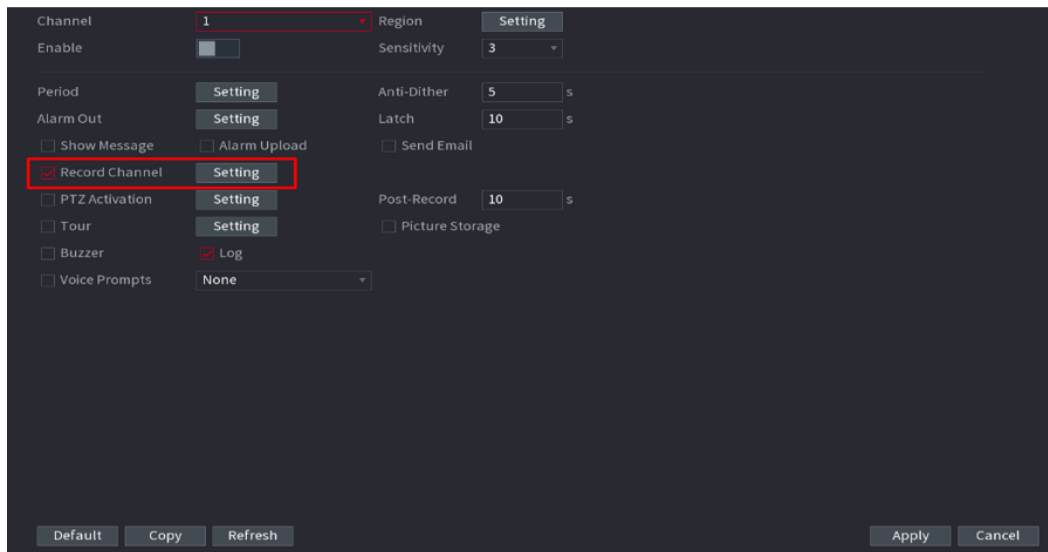 Channel 1 Region Setting
Enable Sensitivity 3
Period Setting Anti-Dither 5 s
Alarm Out Setting Latch 10 s
Show Message Alarm Upload Send Email
Record Channel Setting
PTZ Activation Setting Post-Record 10 s
Tour Setting Picture Storage
Buzzer Log
Voice Prompts None
Default Copy Refresh Apply Cancel